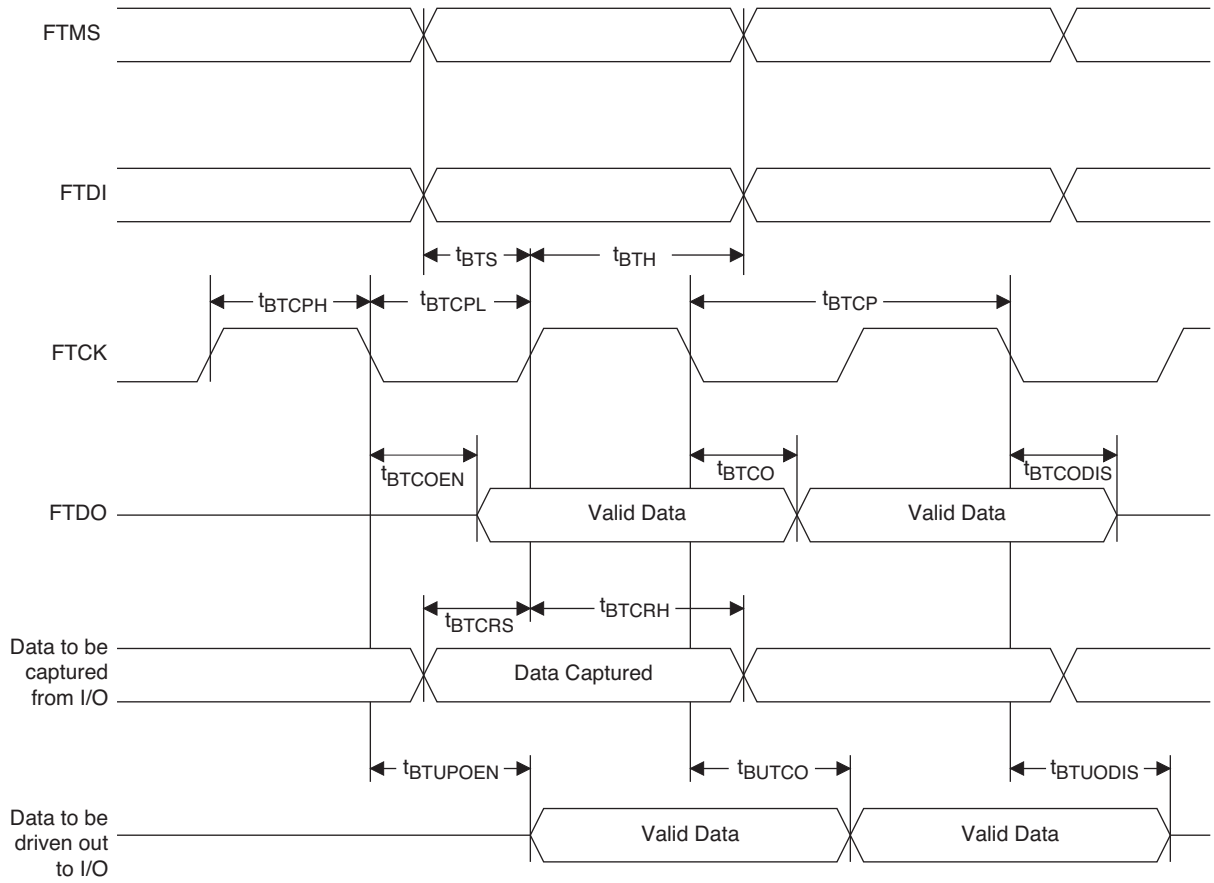 FTMS
FTDI
tBTS
tBTH
tBTCPH
tBTCPL
tBTCP
FTCK
tBTCOEN
tBTCO
tBTCODIS
FTDO
Valid Data
Valid Data
tBTCRS
tBTCRH
Data to be
captured
from I/O
Data Captured
tBTUPOEN
tBUTCO
tBTUODIS
Data to be
driven out
to I/O
Valid Data
Valid Data